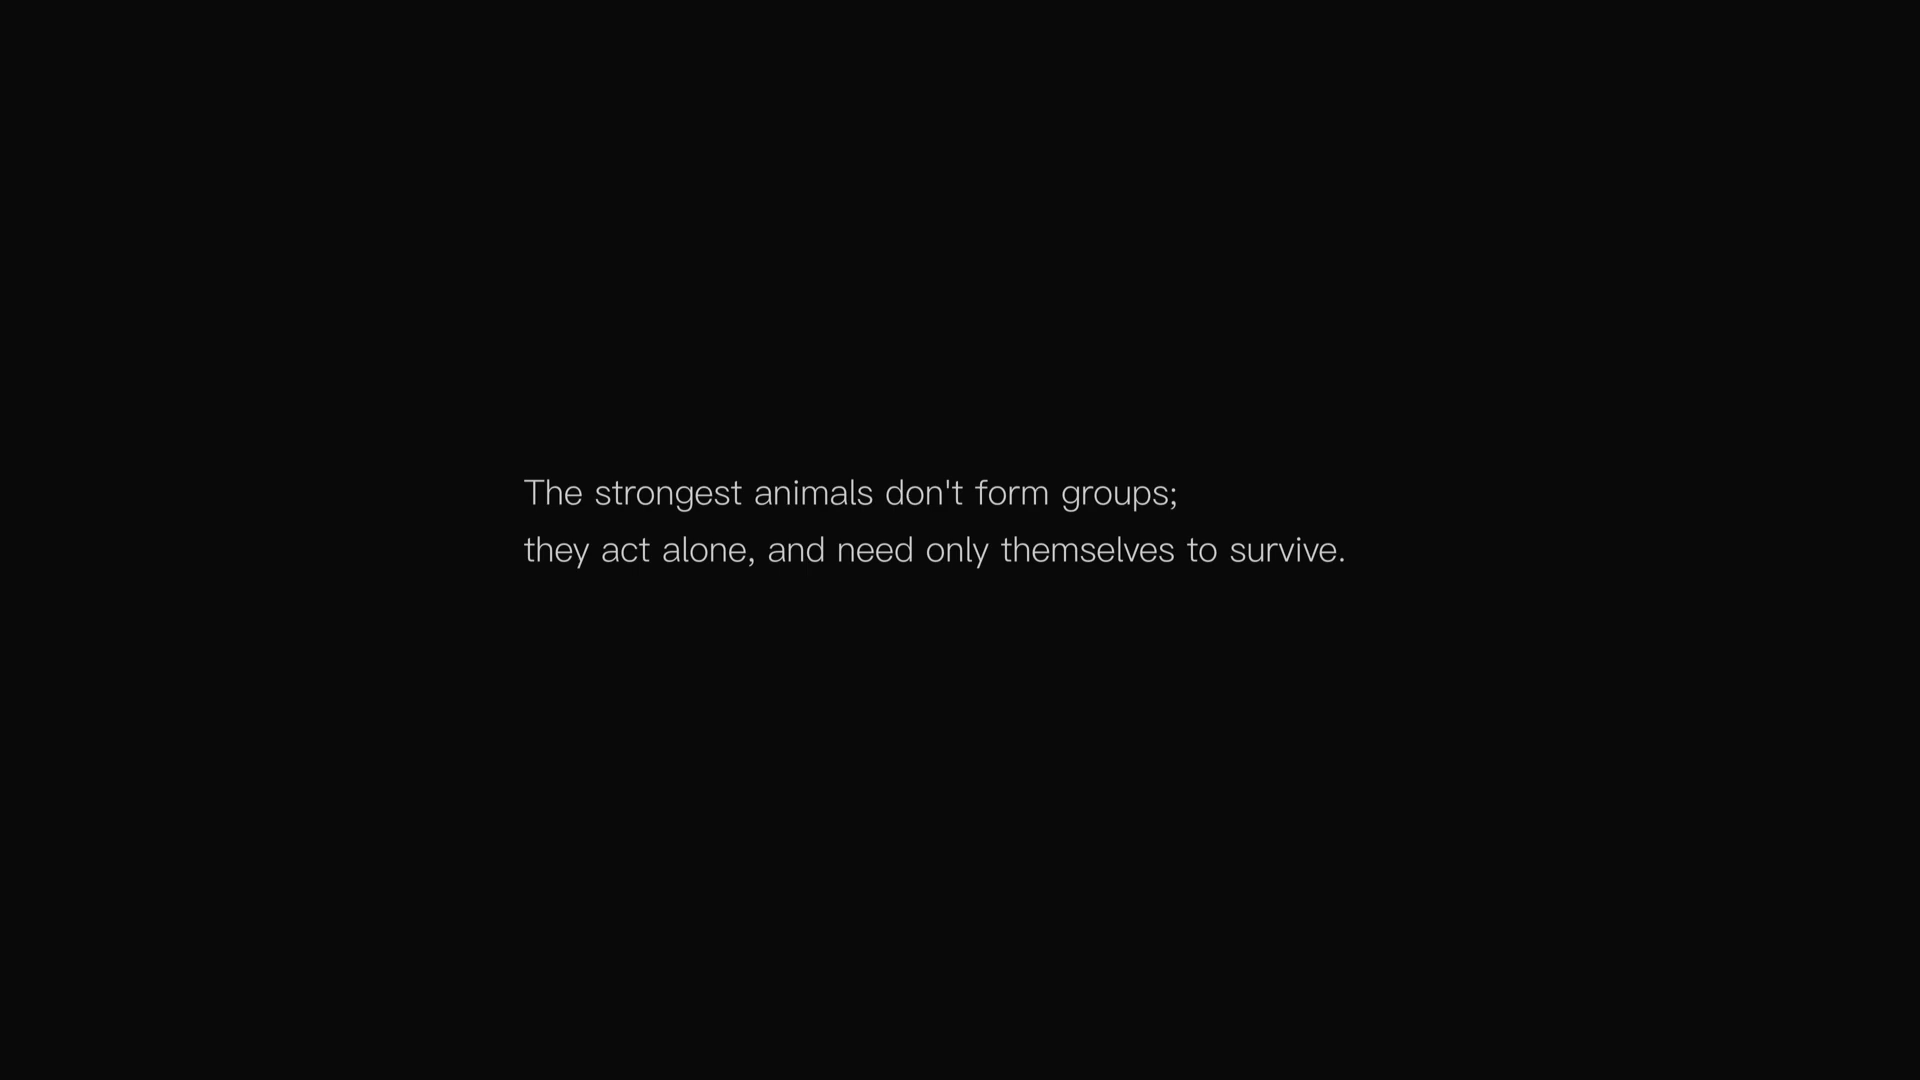 The strongest animals don't form groups;
they act alone, and need only themselves to survive.